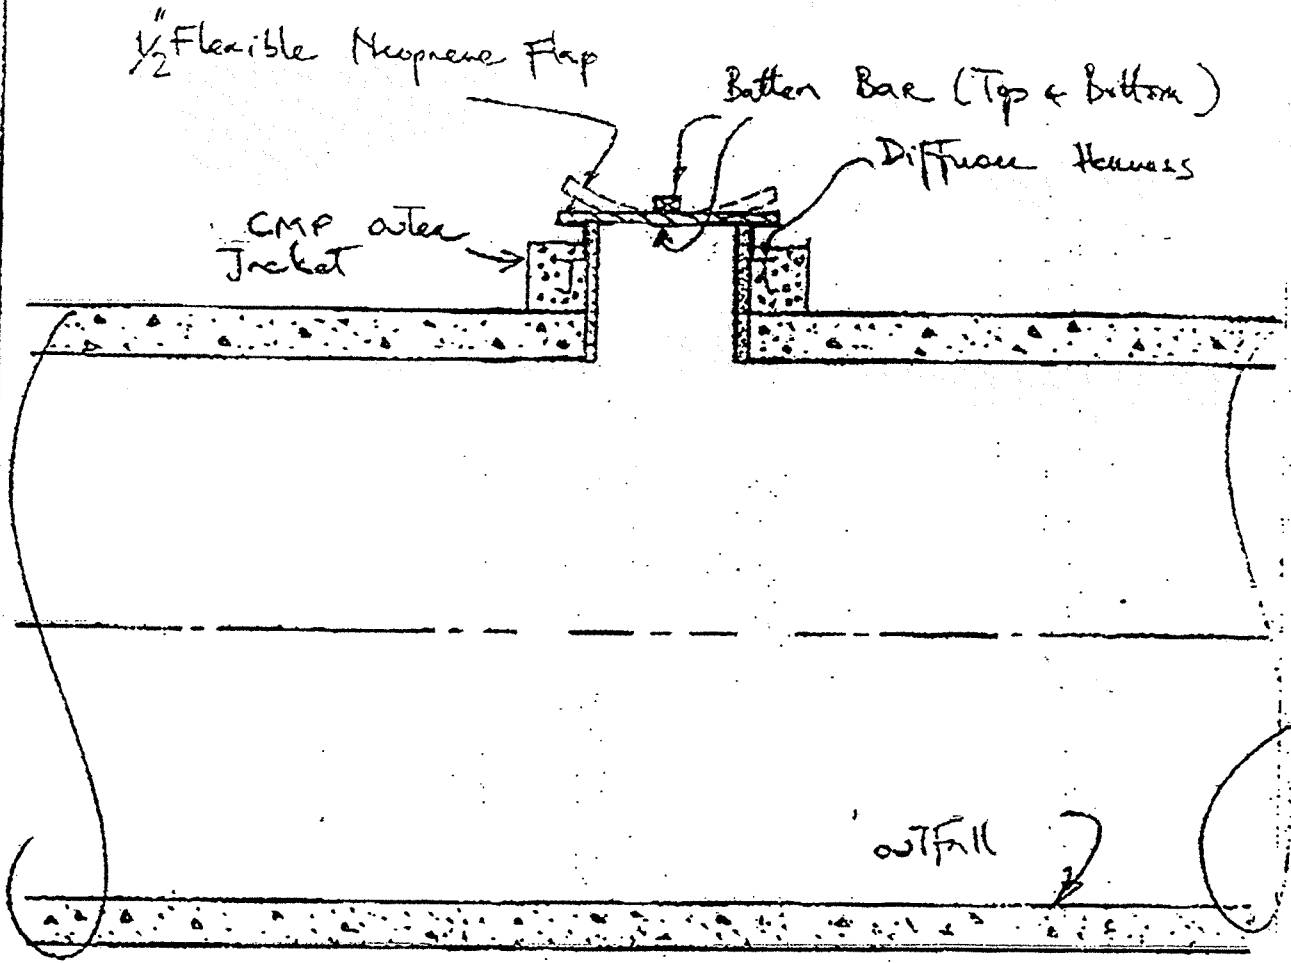 1/2" Flexible Neoprene Flap
Batten Bar (Top & Bottom)
Diffuser Harness
CMP outer
Jacket
outfall